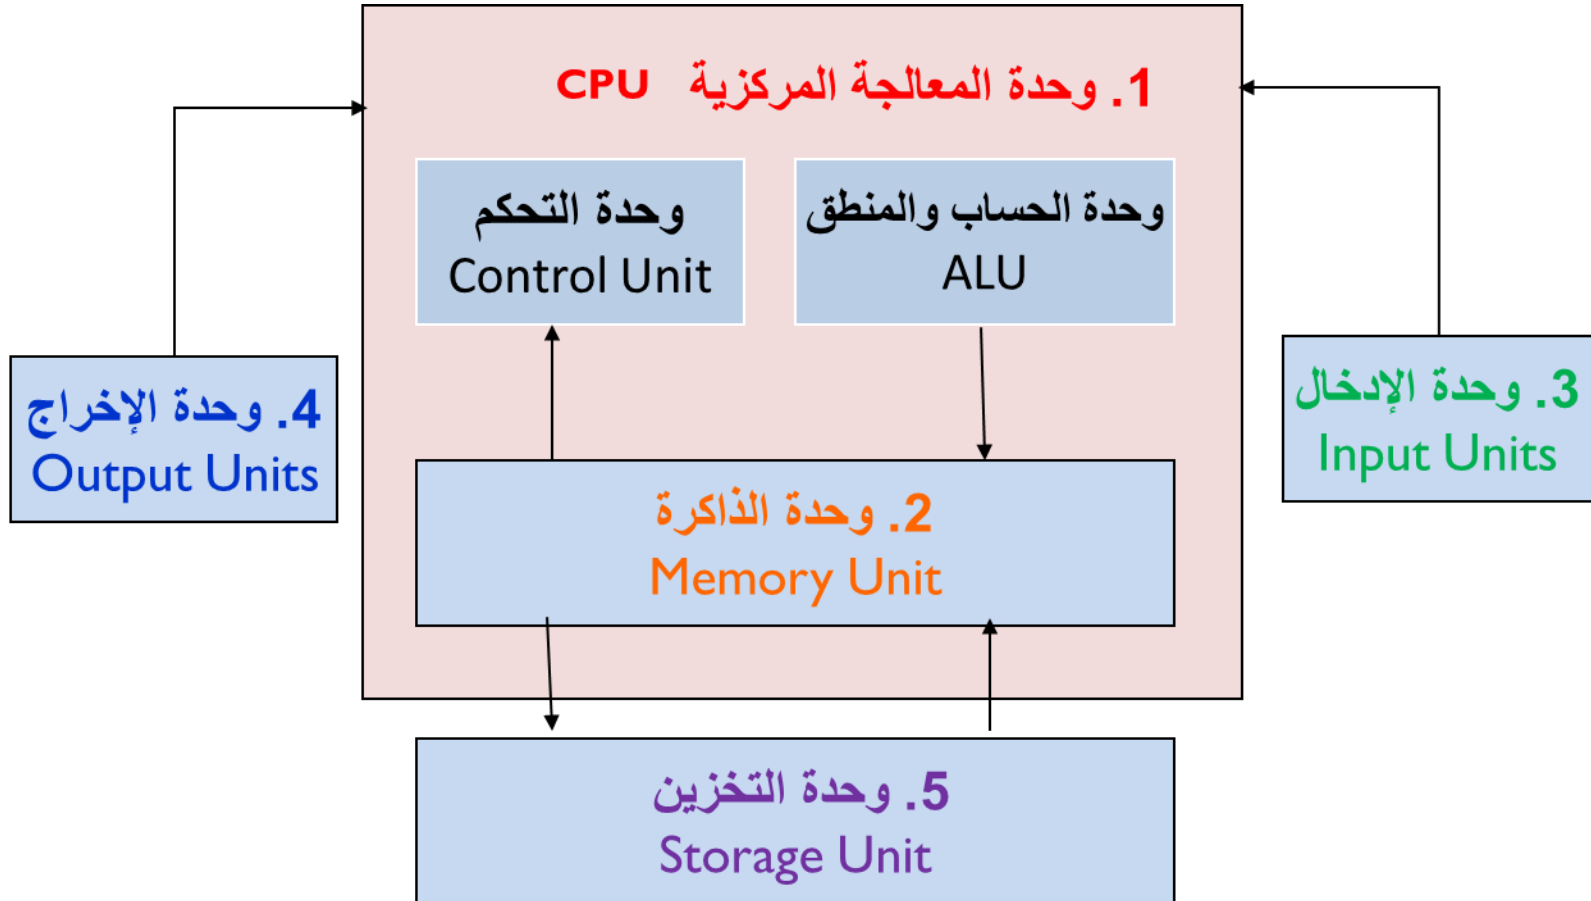 1. وحدة المعالجة المركزية CPU
وحدة الحساب والمنطق
ALU
وحدة التحكم
Control Unit
3. وحدة الإدخال
Input Units
4. وحدة الإخراج
Output Units
2. وحدة الذاكرة
Memory Unit
5. وحدة التخزين
Storage Unit